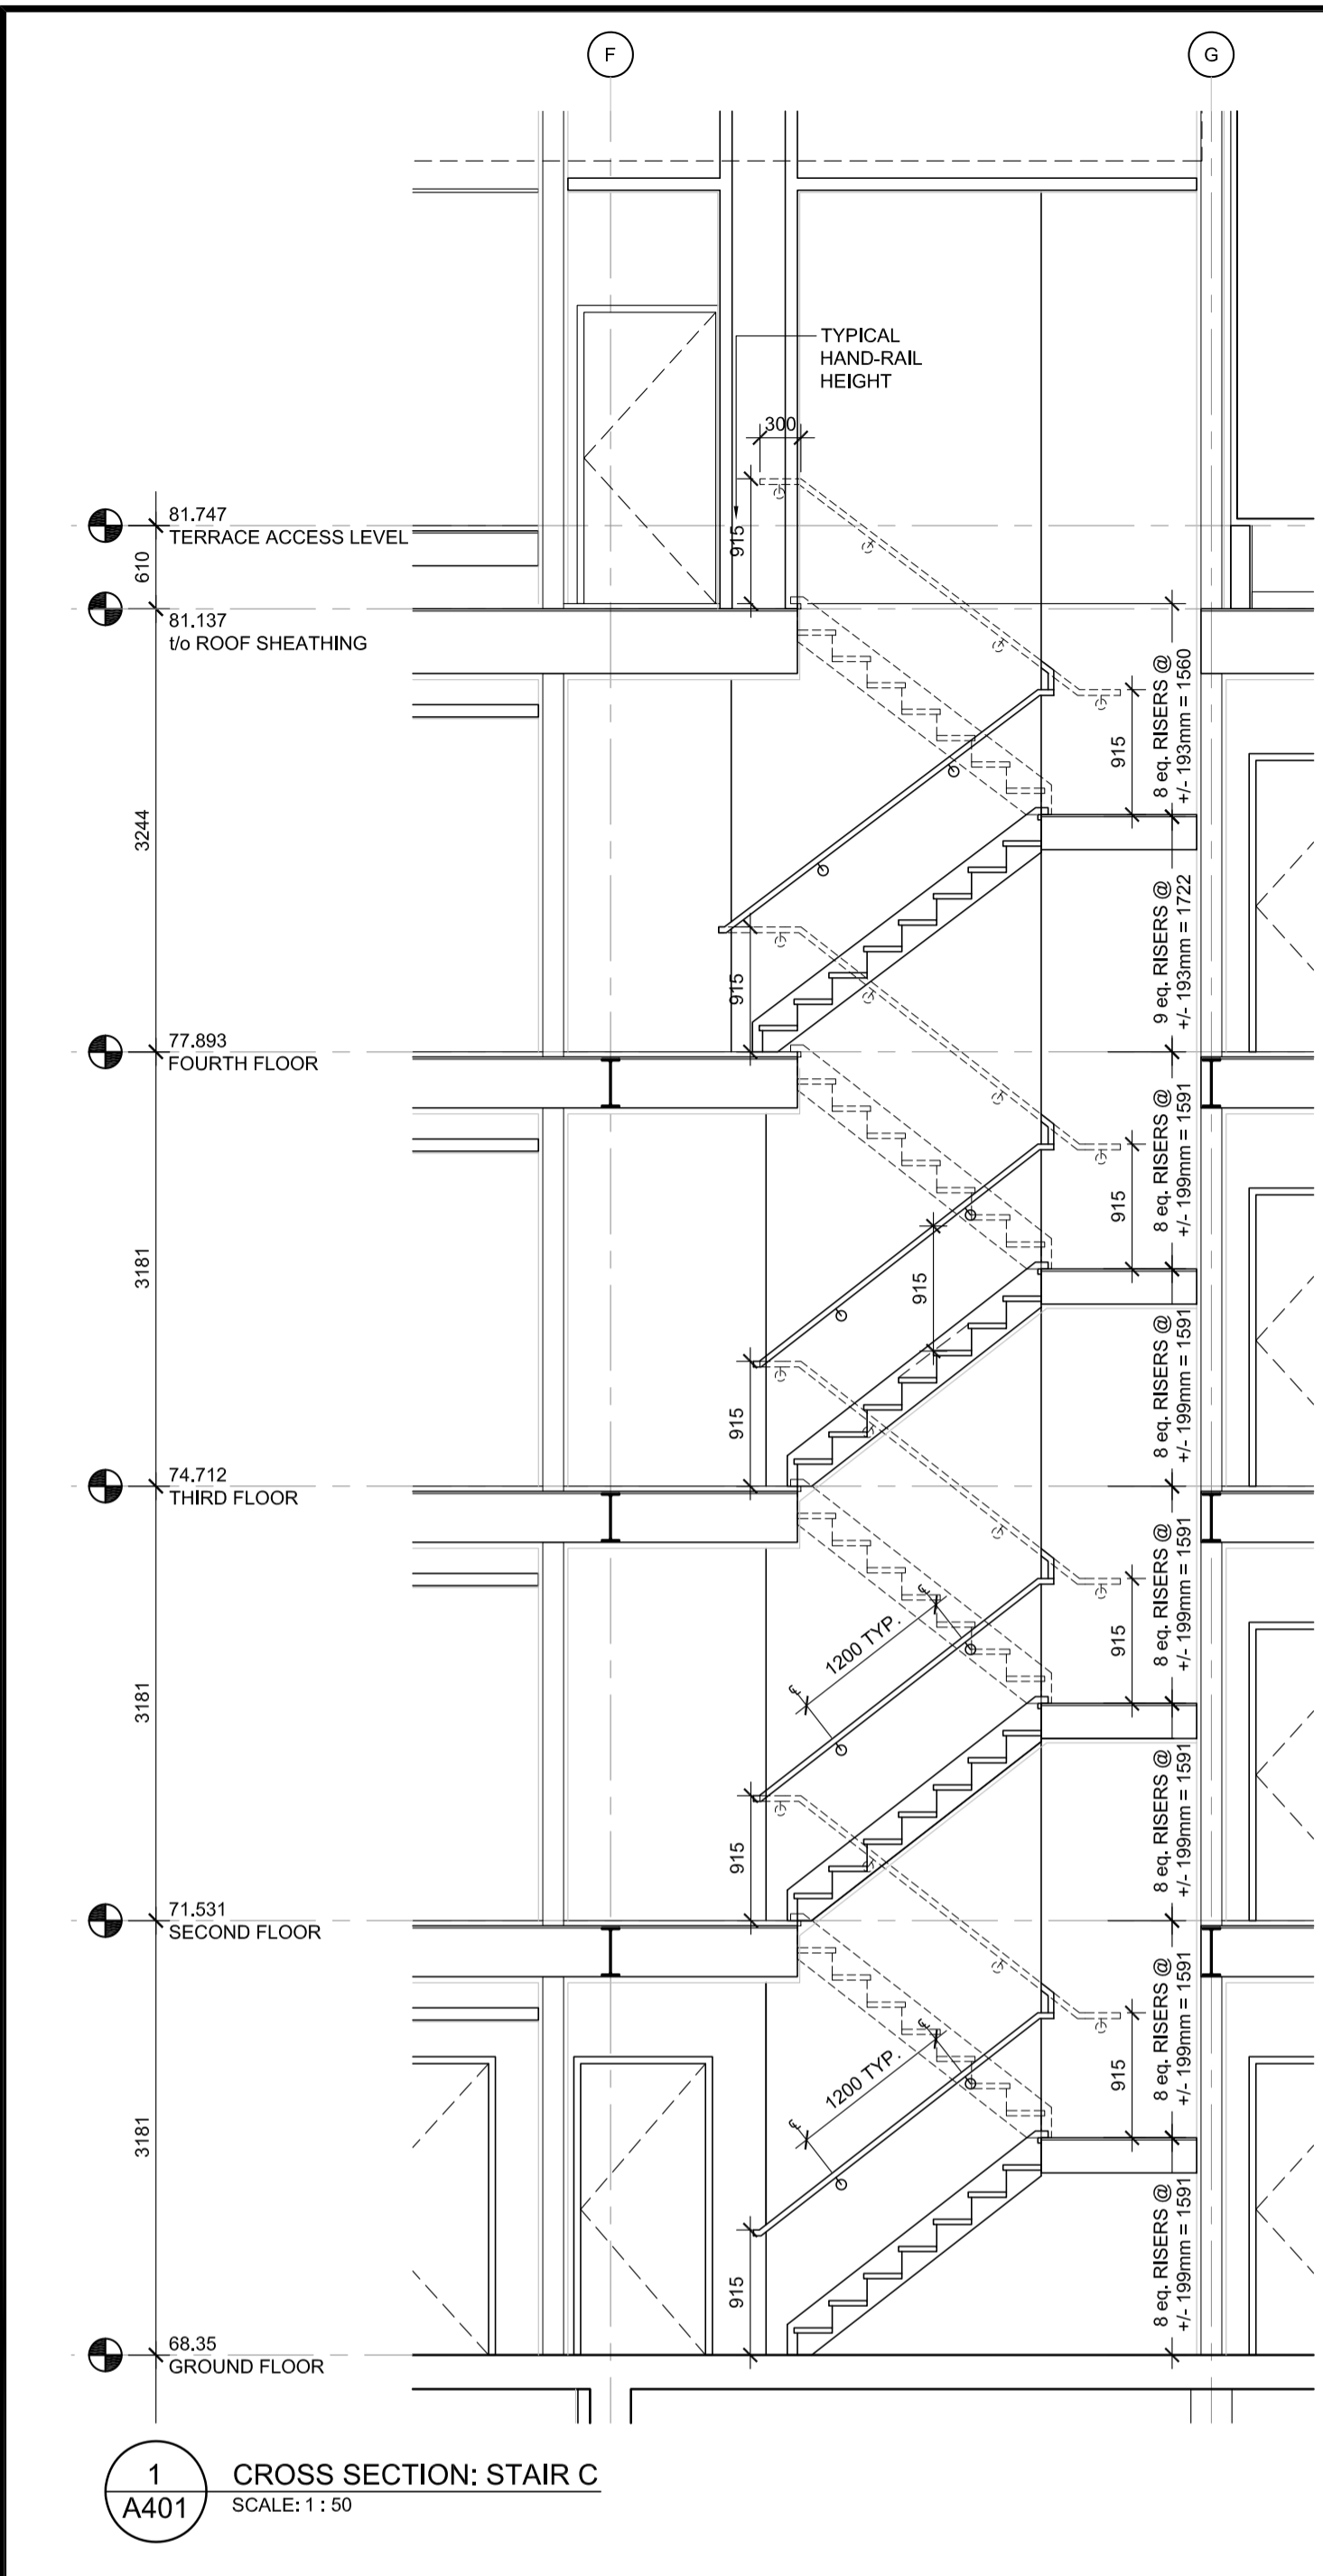 F
G
TYPICAL
HAND-RAIL
HEIGHT
300
915
81.747
TERRACE ACCESS LEVEL
610
81.137
t/o ROOF SHEATHING
8 eq. RISERS @
+/- 193mm = 1560
915
3244
9 eq. RISERS @
+/- 193mm = 1722
915
77.893
FOURTH FLOOR
8 eq. RISERS @
+/- 199mm = 1591
915
3181
915
8 eq. RISERS @
+/- 199mm = 1591
915
74.712
THIRD FLOOR
8 eq. RISERS @
+/- 199mm = 1591
1200 TYP.
915
3181
8 eq. RISERS @
+/- 199mm = 1591
915
71.531
SECOND FLOOR
8 eq. RISERS @
+/- 199mm = 1591
1200 TYP.
915
3181
8 eq. RISERS @
+/- 199mm = 1591
915
68.35
GROUND FLOOR
1
A401
CROSS SECTION: STAIR C
SCALE: 1 : 50